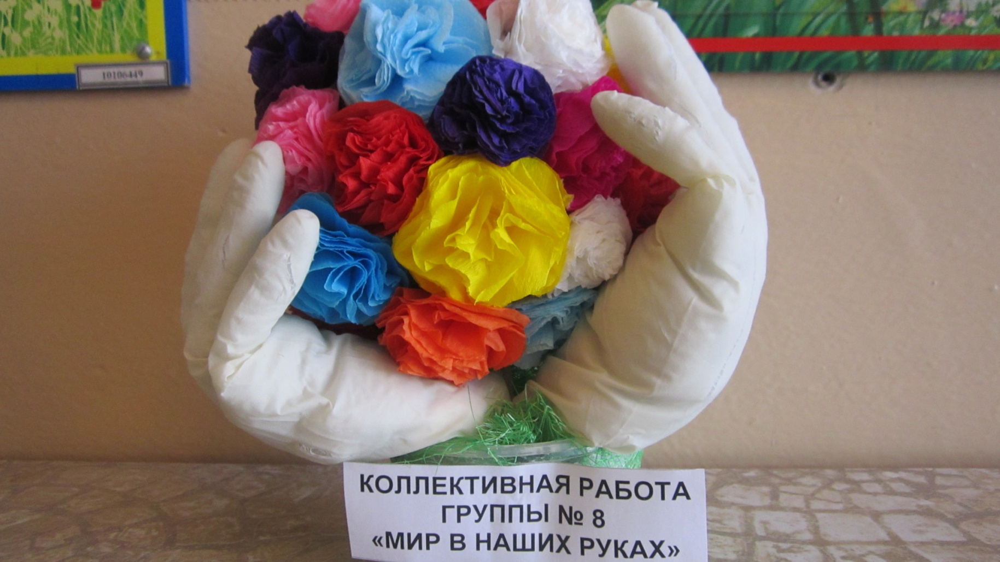 10106449
КОЛЛЕКТИВНАЯ РАБОТА
ГРУППЫ № 8
«МИР В НАШИХ РУКАХ»